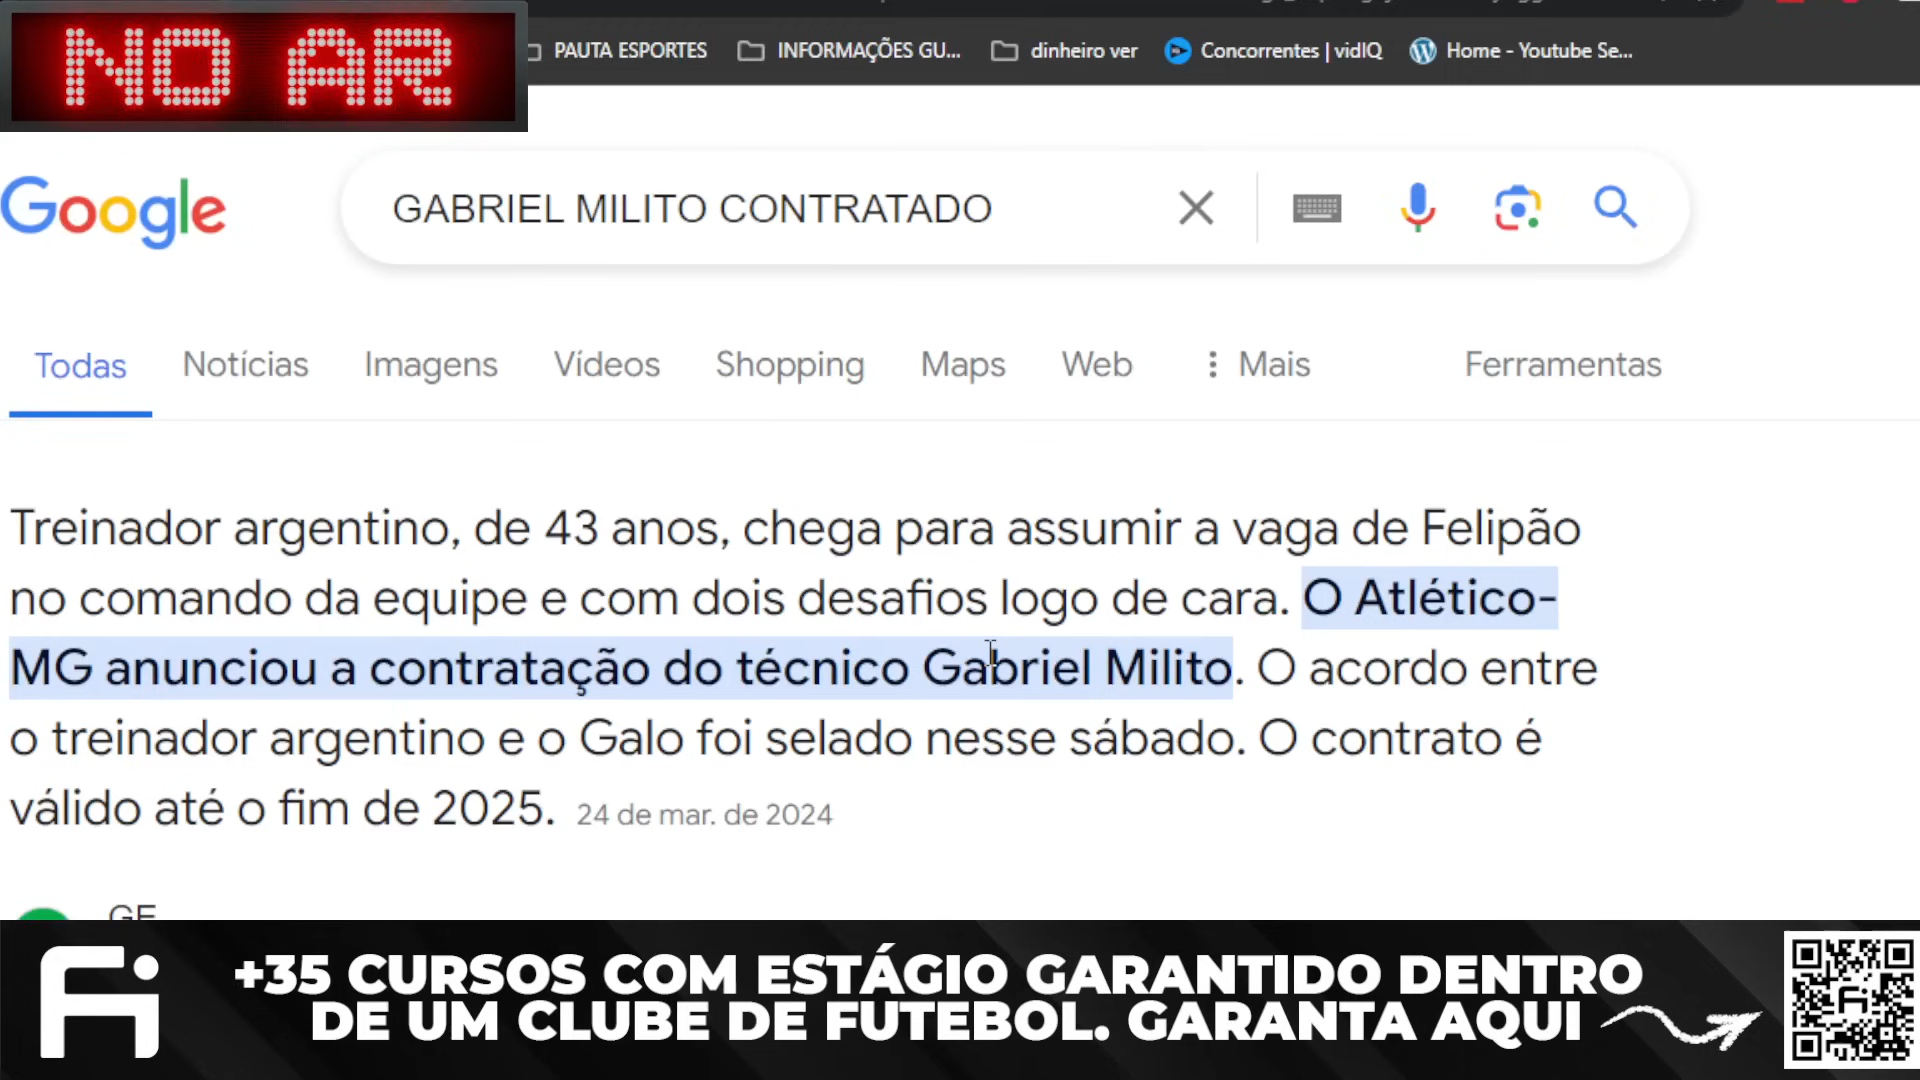 NO AR
PAUTA ESPORTES
INFORMAÇÕES GU...
dinheiro ver
Concorrentes | vidIQ
Home - Youtube Se...
Google
GABRIEL MILITO CONTRATADO
Todas
Notícias
Imagens
Vídeos
Shopping
Maps
Web
Mais
Ferramentas
Treinador argentino, de 43 anos, chega para assumir a vaga de Felipão
no comando da equipe e com dois desafios logo de cara. O Atlético-
MG anunciou a contratação do técnico Gabriel Milito. O acordo entre
o treinador argentino e o Galo foi selado nesse sábado. O contrato é
válido até o fim de 2025. 24 de mar. de 2024
GE
+35 CURSOS COM ESTÁGIO GARANTIDO DENTRO
DE UM CLUBE DE FUTEBOL. GARANTA AQUI